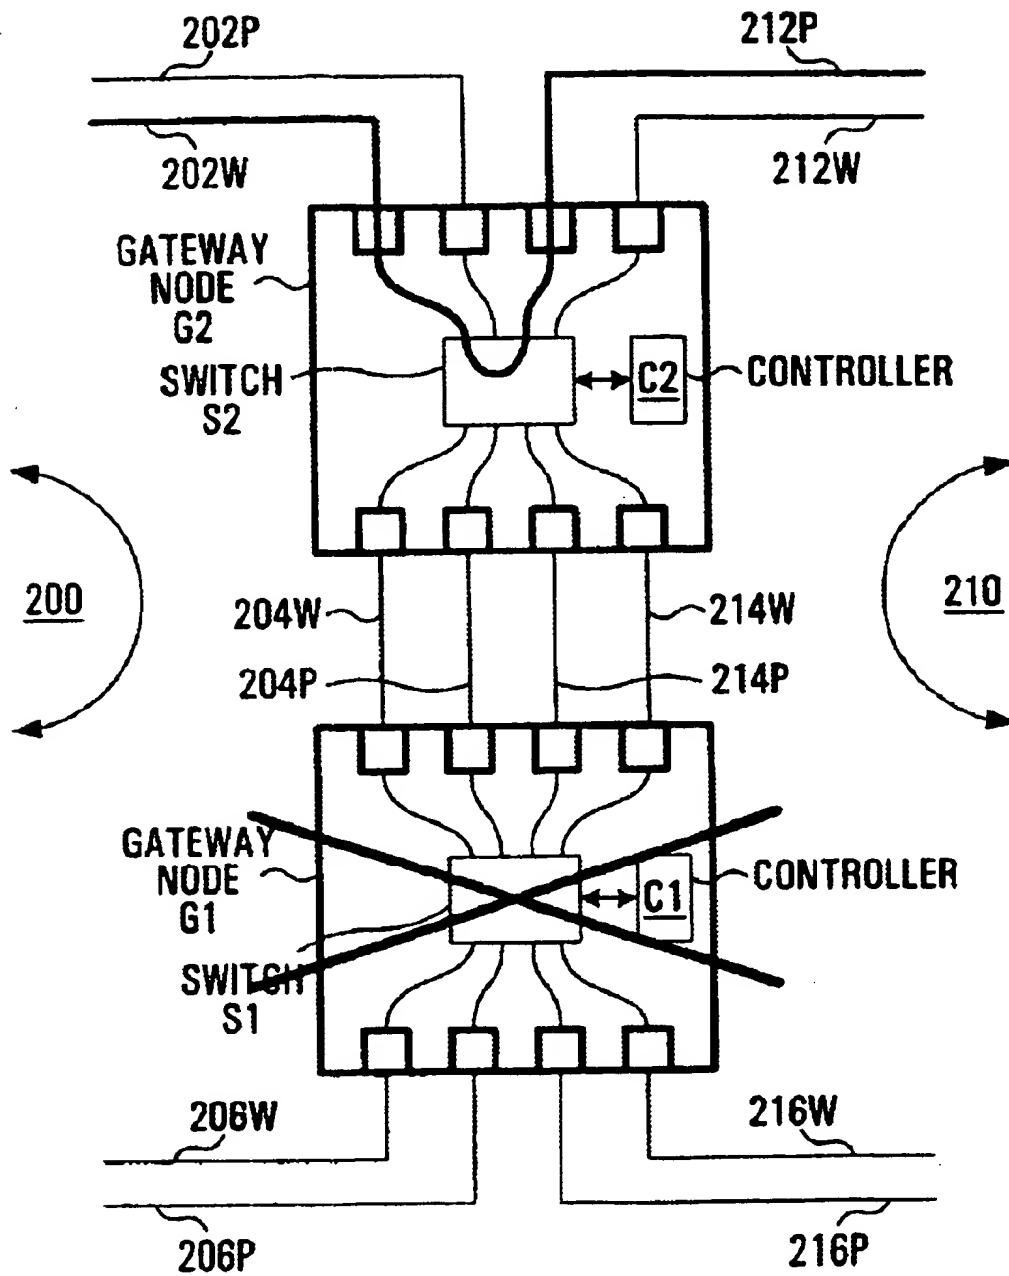 202P
212P
202W
212W
GATEWAY
NODE
G2
SWITCH
S2
C2
CONTROLLER
200
210
204W
214W
204P
214P
GATEWAY
NODE
G1
C1
CONTROLLER
SWITCH
S1
206W
216W
206P
216P